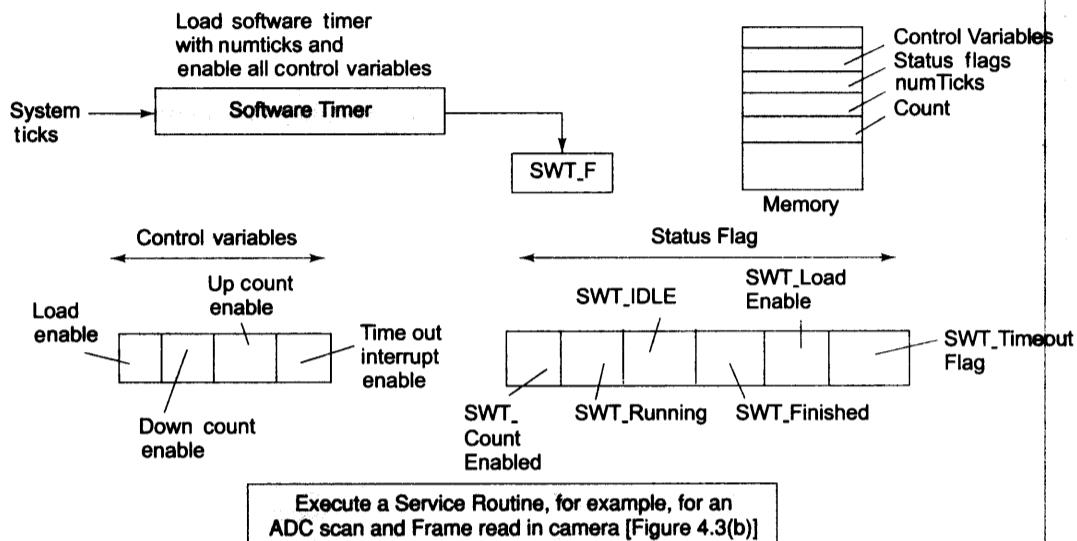 Load software timer
with numticks and
enable all control variables
System
ticks
Software Timer
SWT_F
Control Variables
Status flags
numTicks
Count
Memory
Control variables
Load
enable
Up count
enable
Time out
interrupt
enable
Down count
enable
Status Flag
SWT_IDLE
SWT_Load
Enable
SWT_Timeout
Flag
SWT_
Count
Enabled
SWT_Running
SWT_Finished
Execute a Service Routine, for example, for an
ADC scan and Frame read in camera [Figure 4.3(b)]